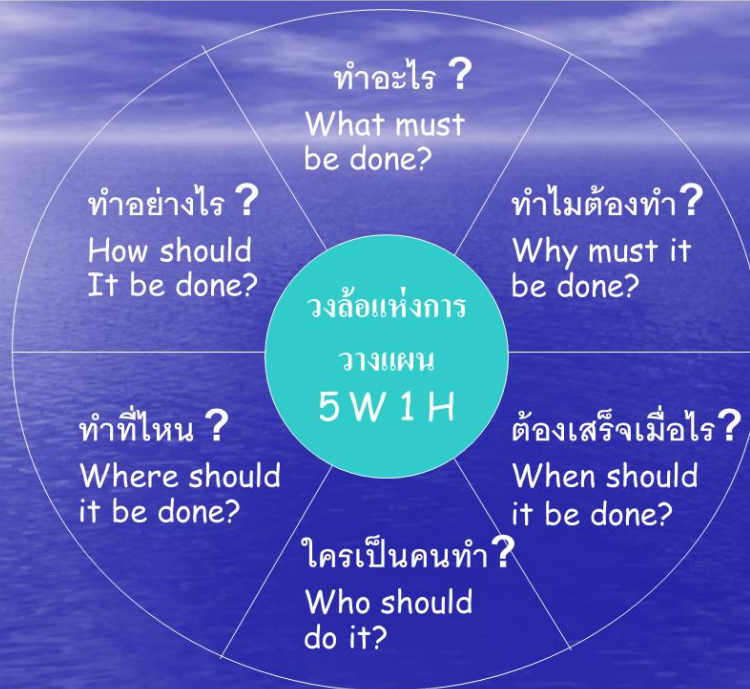 ทำอะไร ?
What must
be done?
ทำไมต้องทำ?
Why must it
be done?
ต้องเสร็จเมื่อไร?
When should
it be done?
ใครเป็นคนทำ?
Who should
do it?
ทำที่ไหน ?
Where should
it be done?
ทำอย่างไร ?
How should
It be done?
วงล้อแห่งการ
วางแผน
5 W 1 H